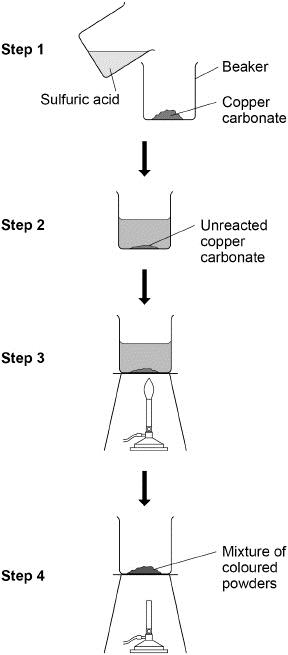 Step 1
Beaker
Sulfuric acid
Copper
carbonate
Step 2
Unreacted
copper
carbonate
Step 3
Mixture of
coloured
powders
Step 4